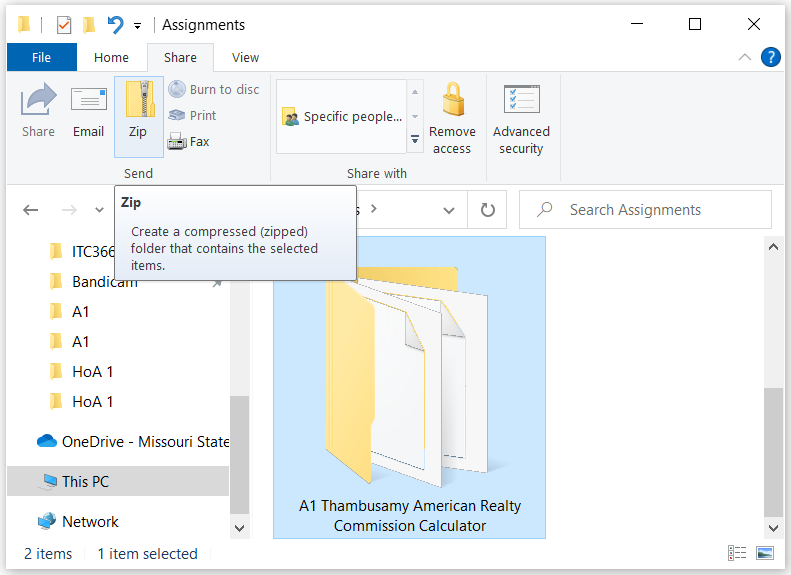 Assignments
File Home Share View
?
Share
Email
Zip
Burn to disc
Print
Fax
Send
Specific people...
Remove
access
Share with
Advanced
security
Zip
Create a compressed (zipped)
folder that contains the selected
items.
Search Assignments
ITC366
Bandicam
A1
A1
HoA 1
HoA 1
OneDrive - Missouri State
This PC
Network
A1 Thambusamy American Realty
Commission Calculator
2 items 1 item selected